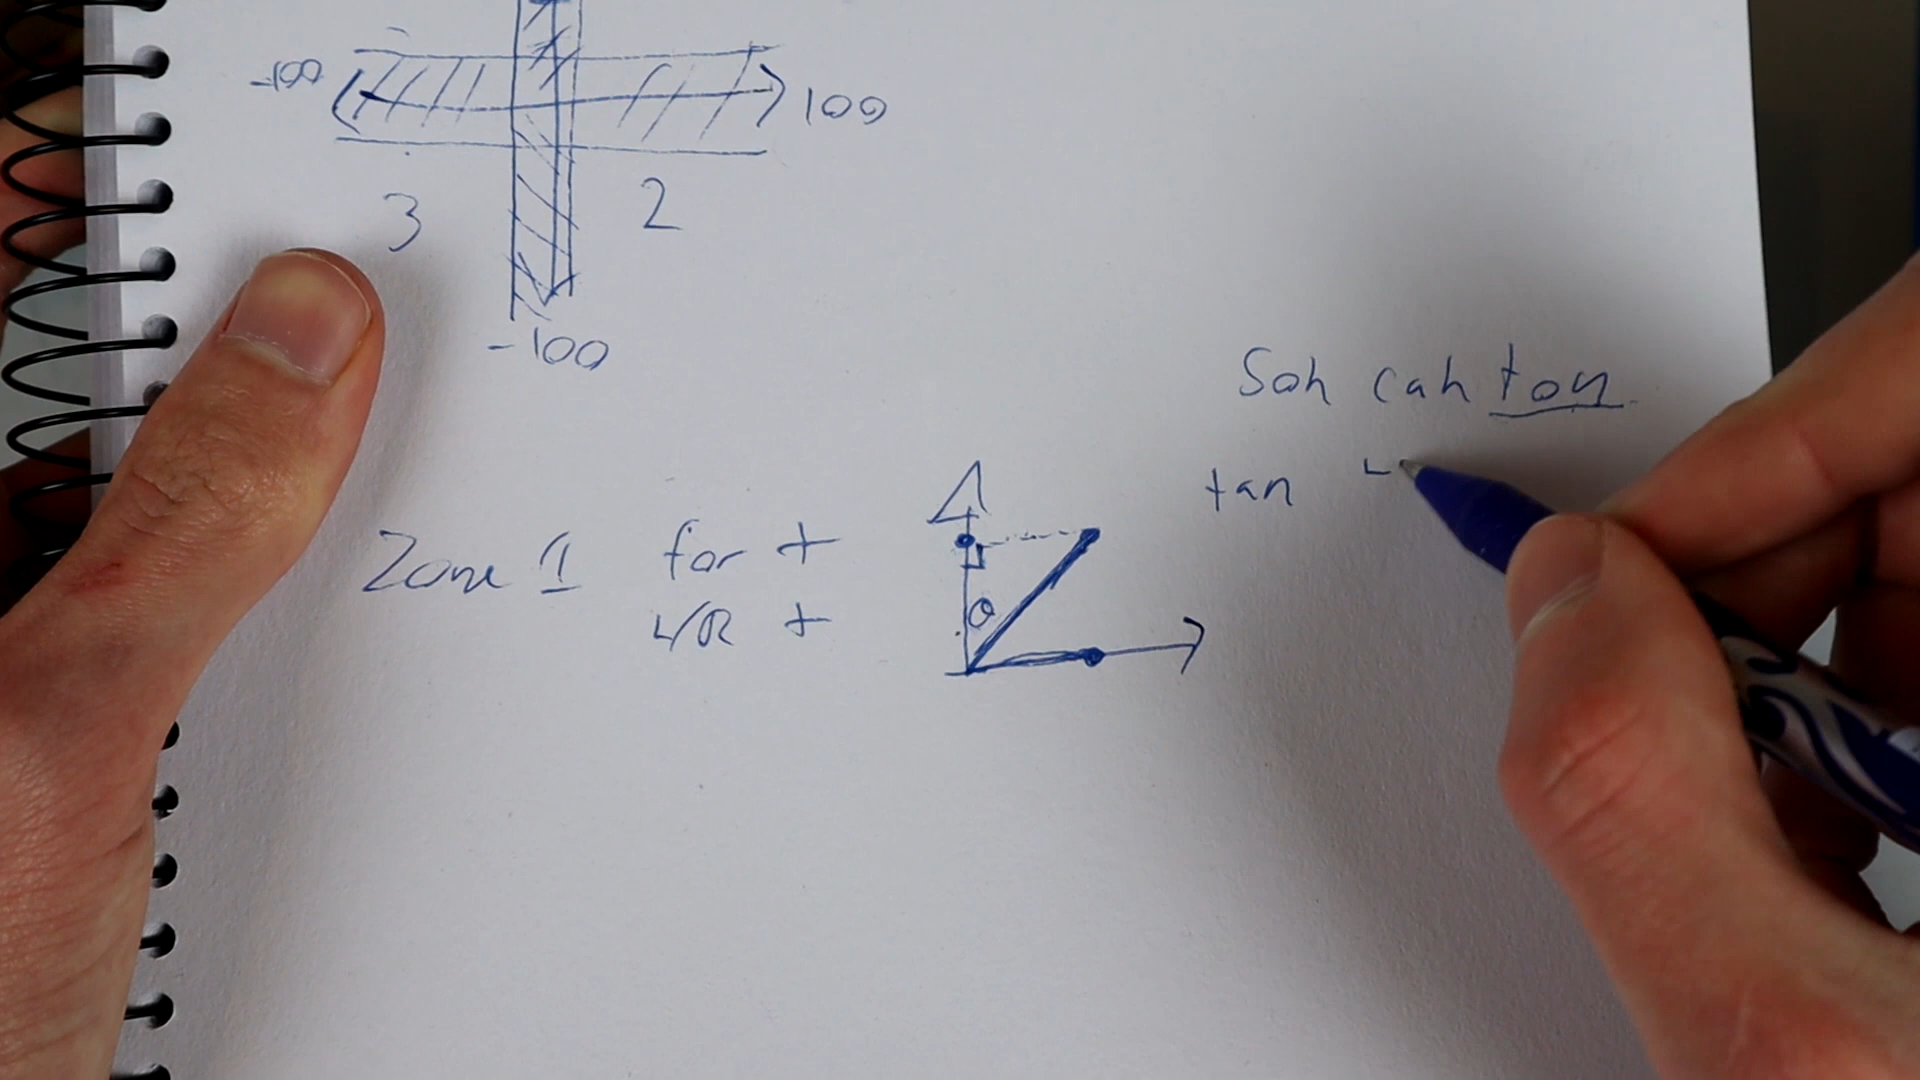 -100
100
3 2
-100
Soh cah toa
tan
Zone 1 for +
L/R +
θ